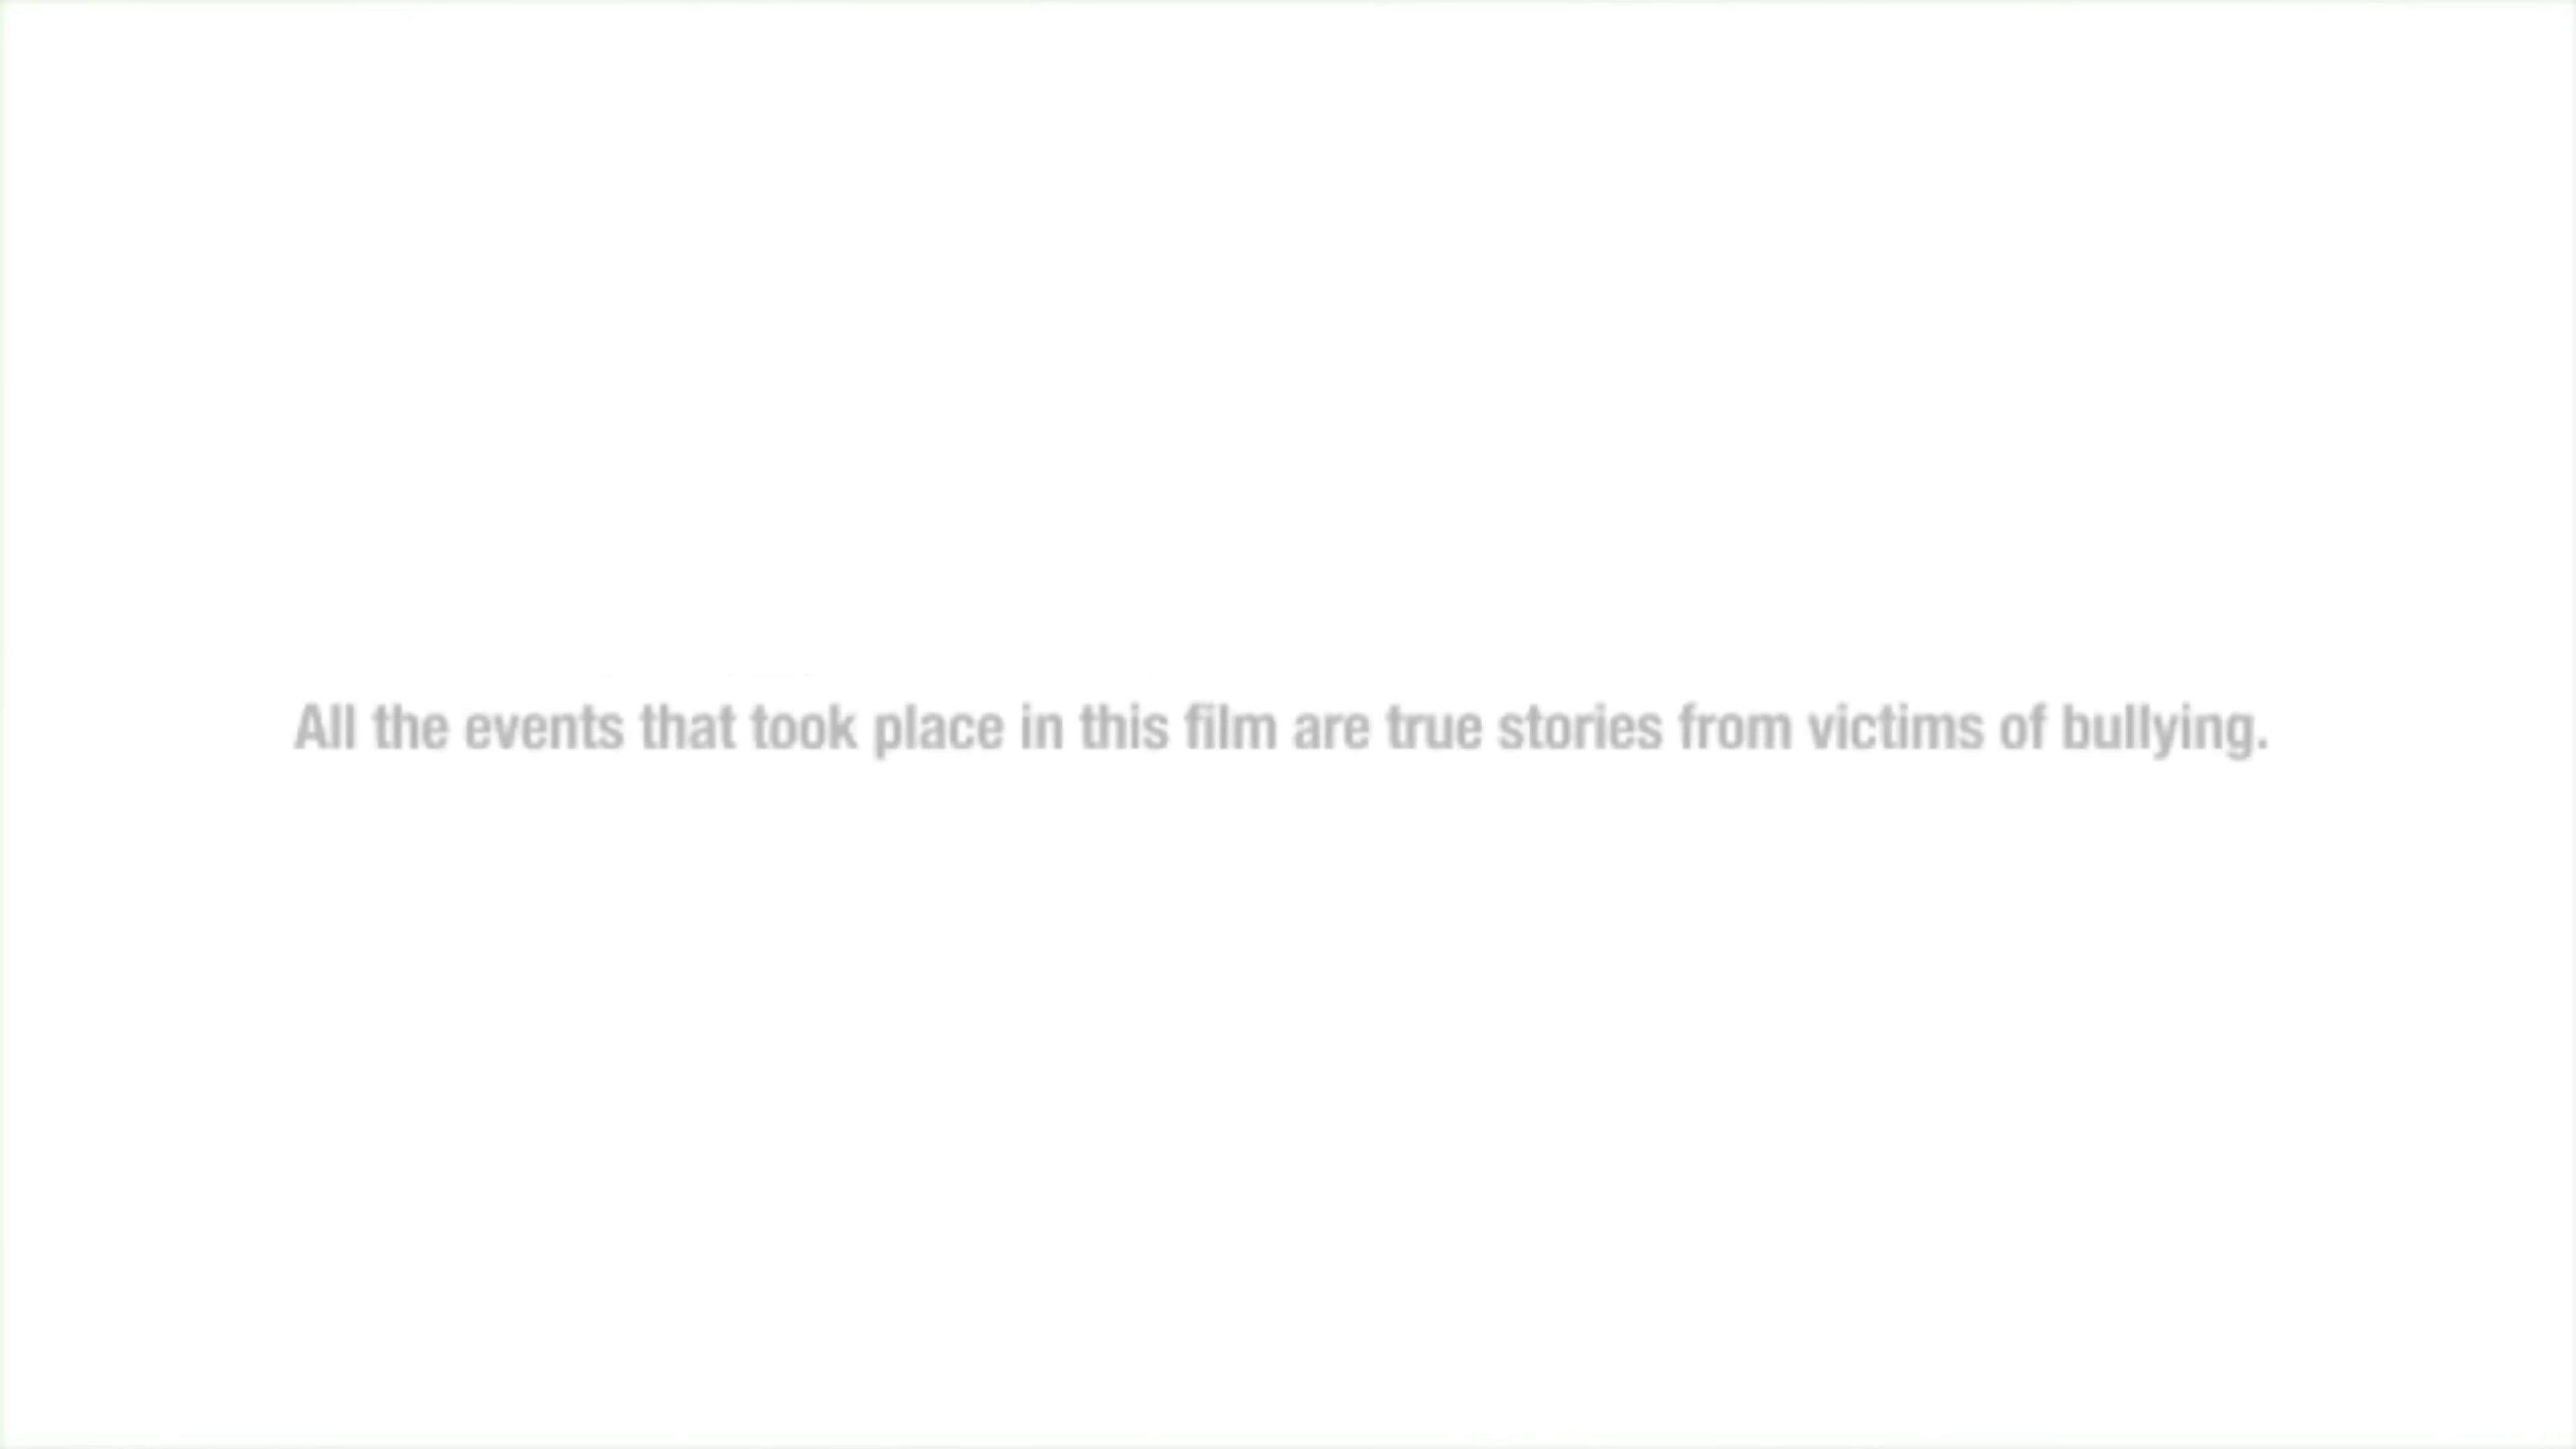 All the events that took place in this film are true stories from victims of bullying.